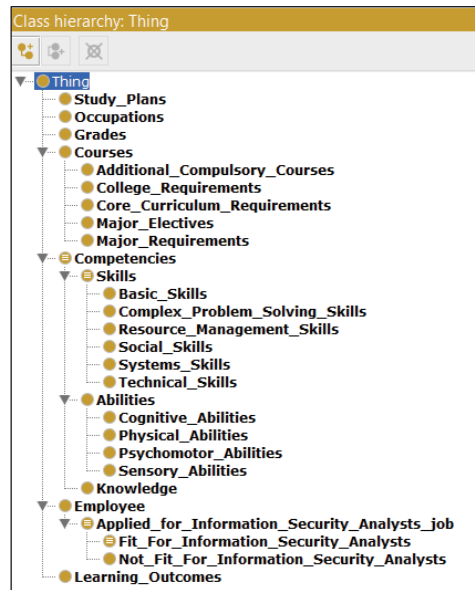 Class hierarchy: Thing
Thing
Study_Plans
Occupations
Grades
Courses
Additional_Compulsory_Courses
College_Requirements
Core_Curriculum_Requirements
Major_Electives
Major_Requirements
Competencies
Skills
Basic_Skills
Complex_Problem_Solving_Skills
Resource_Management_Skills
Social_Skills
Systems_Skills
Technical_Skills
Abilities
Cognitive_Abilities
Physical_Abilities
Psychomotor_Abilities
Sensory_Abilities
Knowledge
Employee
Applied_for_Information_Security_Analysts_job
Fit_For_Information_Security_Analysts
Not_Fit_For_Information_Security_Analysts
Learning_Outcomes